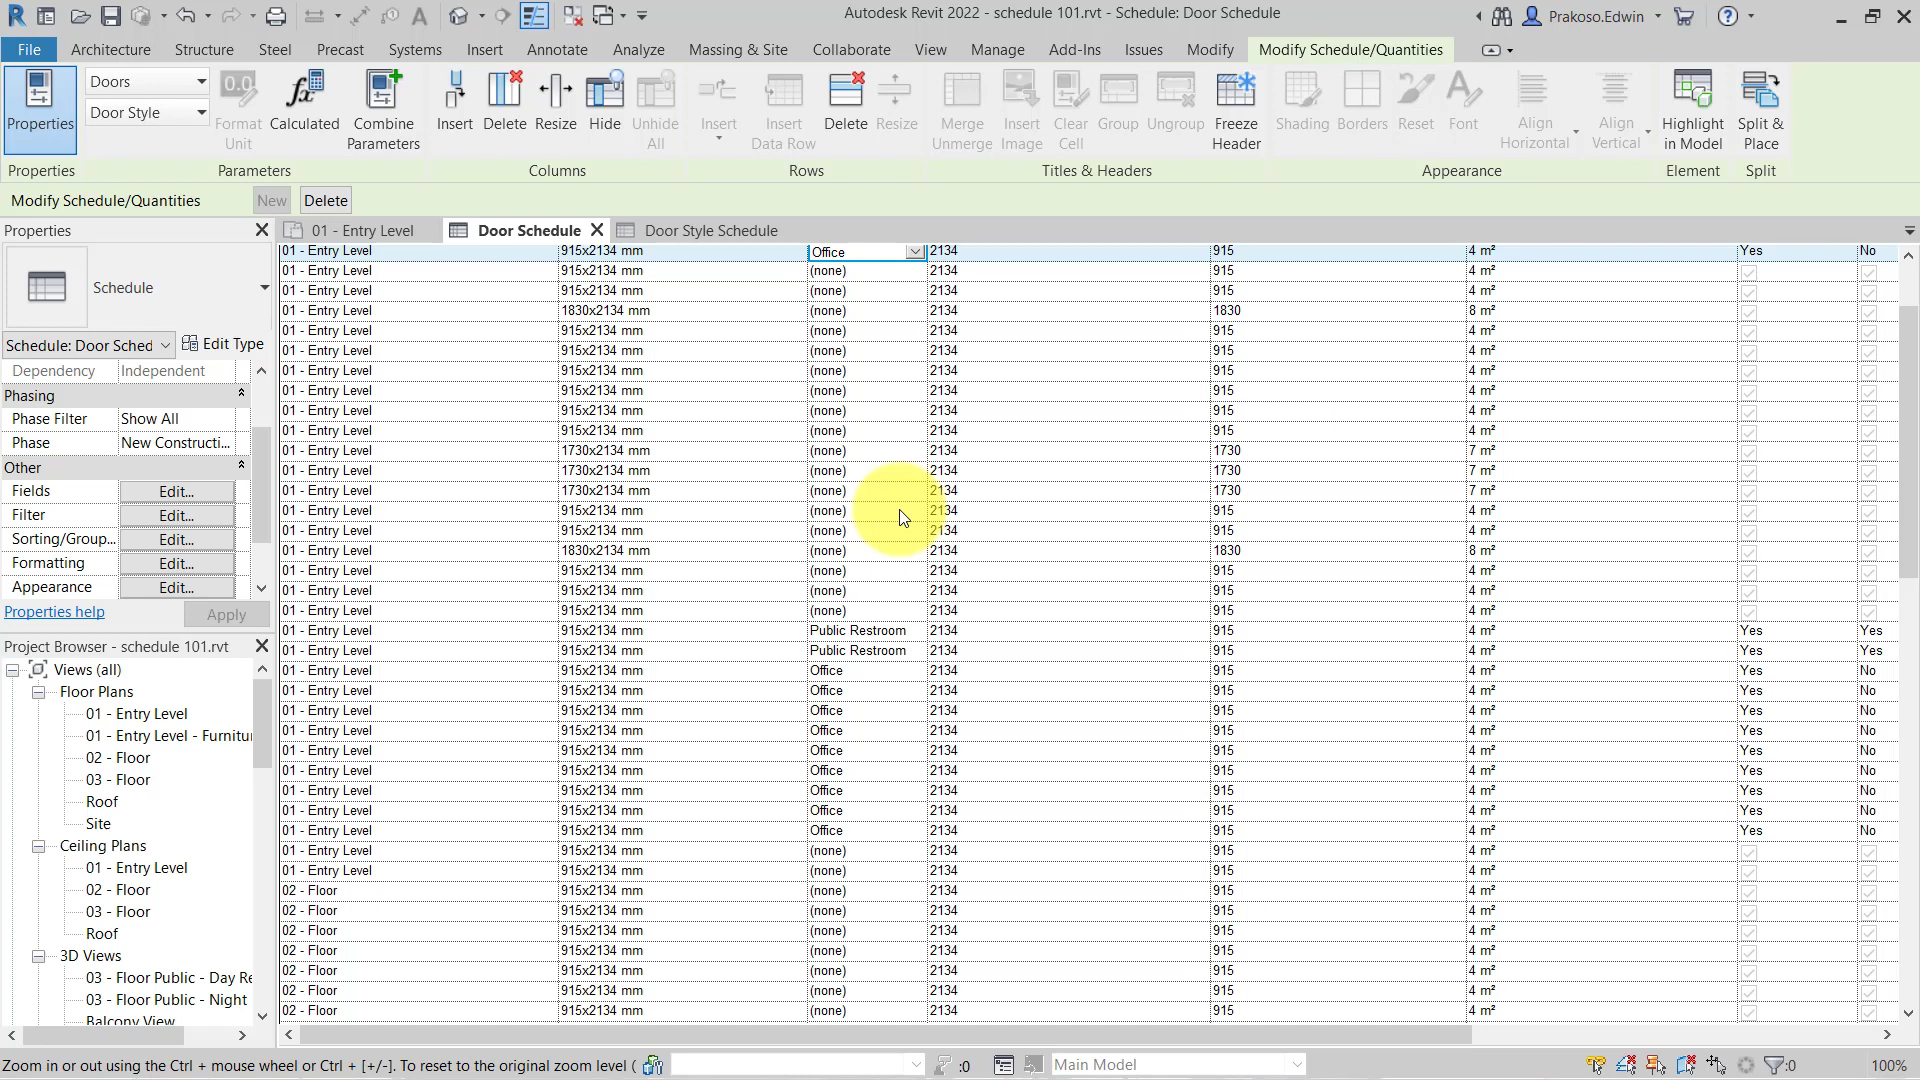 Autodesk Revit 2022 - schedule 101.rvt - Schedule: Door Schedule
Prakoso.Edwin
File Architecture Structure Steel Precast Systems Insert Annotate Analyze Massing & Site Collaborate View Manage Add-Ins Issues Modify Modify Schedule/Quantities
Doors
Door Style
Properties Format Unit Calculated Combine Parameters Insert Delete Resize Hide Unhide All Insert Insert Data Row Delete Resize Merge Unmerge Insert Image Clear Cell Group Ungroup Freeze Header Shading Borders Reset Font Align Horizontal Align Vertical Highlight in Model Split & Place
Properties Parameters Columns Rows Titles & Headers Appearance Element Split
Modify Schedule/Quantities New Delete
Properties
Schedule
Schedule: Door Sched Edit Type
Dependency Independent
Phasing
Phase Filter Show All
Phase New Constructi...
Other
Fields Edit...
Filter Edit...
Sorting/Group... Edit...
Formatting Edit...
Appearance Edit...
Properties help Apply
Project Browser - schedule 101.rvt
Views (all)
Floor Plans
01 - Entry Level
01 - Entry Level - Furnitu
02 - Floor
03 - Floor
Roof
Site
Ceiling Plans
01 - Entry Level
02 - Floor
03 - Floor
Roof
3D Views
03 - Floor Public - Day Re
03 - Floor Public - Night
Balcony View
01 - Entry Level Door Schedule Door Style Schedule
01 - Entry Level 915x2134 mm Office 2134 915 4 m² Yes No
01 - Entry Level 915x2134 mm (none) 2134 915 4 m²
01 - Entry Level 915x2134 mm (none) 2134 915 4 m²
01 - Entry Level 1830x2134 mm (none) 2134 1830 8 m²
01 - Entry Level 915x2134 mm (none) 2134 915 4 m²
01 - Entry Level 915x2134 mm (none) 2134 915 4 m²
01 - Entry Level 915x2134 mm (none) 2134 915 4 m²
01 - Entry Level 915x2134 mm (none) 2134 915 4 m²
01 - Entry Level 915x2134 mm (none) 2134 915 4 m²
01 - Entry Level 915x2134 mm (none) 2134 915 4 m²
01 - Entry Level 1730x2134 mm (none) 2134 1730 7 m²
01 - Entry Level 1730x2134 mm (none) 2134 1730 7 m²
01 - Entry Level 1730x2134 mm (none) 2134 1730 7 m²
01 - Entry Level 915x2134 mm (none) 2134 915 4 m²
01 - Entry Level 915x2134 mm (none) 2134 915 4 m²
01 - Entry Level 1830x2134 mm (none) 2134 1830 8 m²
01 - Entry Level 915x2134 mm (none) 2134 915 4 m²
01 - Entry Level 915x2134 mm (none) 2134 915 4 m²
01 - Entry Level 915x2134 mm (none) 2134 915 4 m²
01 - Entry Level 915x2134 mm Public Restroom 2134 915 4 m² Yes Yes
01 - Entry Level 915x2134 mm Public Restroom 2134 915 4 m² Yes Yes
01 - Entry Level 915x2134 mm Office 2134 915 4 m² Yes No
01 - Entry Level 915x2134 mm Office 2134 915 4 m² Yes No
01 - Entry Level 915x2134 mm Office 2134 915 4 m² Yes No
01 - Entry Level 915x2134 mm Office 2134 915 4 m² Yes No
01 - Entry Level 915x2134 mm Office 2134 915 4 m² Yes No
01 - Entry Level 915x2134 mm Office 2134 915 4 m² Yes No
01 - Entry Level 915x2134 mm Office 2134 915 4 m² Yes No
01 - Entry Level 915x2134 mm Office 2134 915 4 m² Yes No
01 - Entry Level 915x2134 mm Office 2134 915 4 m² Yes No
01 - Entry Level 915x2134 mm (none) 2134 915 4 m²
01 - Entry Level 915x2134 mm (none) 2134 915 4 m²
02 - Floor 915x2134 mm (none) 2134 915 4 m²
02 - Floor 915x2134 mm (none) 2134 915 4 m²
02 - Floor 915x2134 mm (none) 2134 915 4 m²
02 - Floor 915x2134 mm (none) 2134 915 4 m²
02 - Floor 915x2134 mm (none) 2134 915 4 m²
02 - Floor 915x2134 mm (none) 2134 915 4 m²
02 - Floor 915x2134 mm (none) 2134 915 4 m²
Zoom in or out using the Ctrl + mouse wheel or Ctrl + [+/-]. To reset to the original zoom level ( :0 Main Model :0 100%